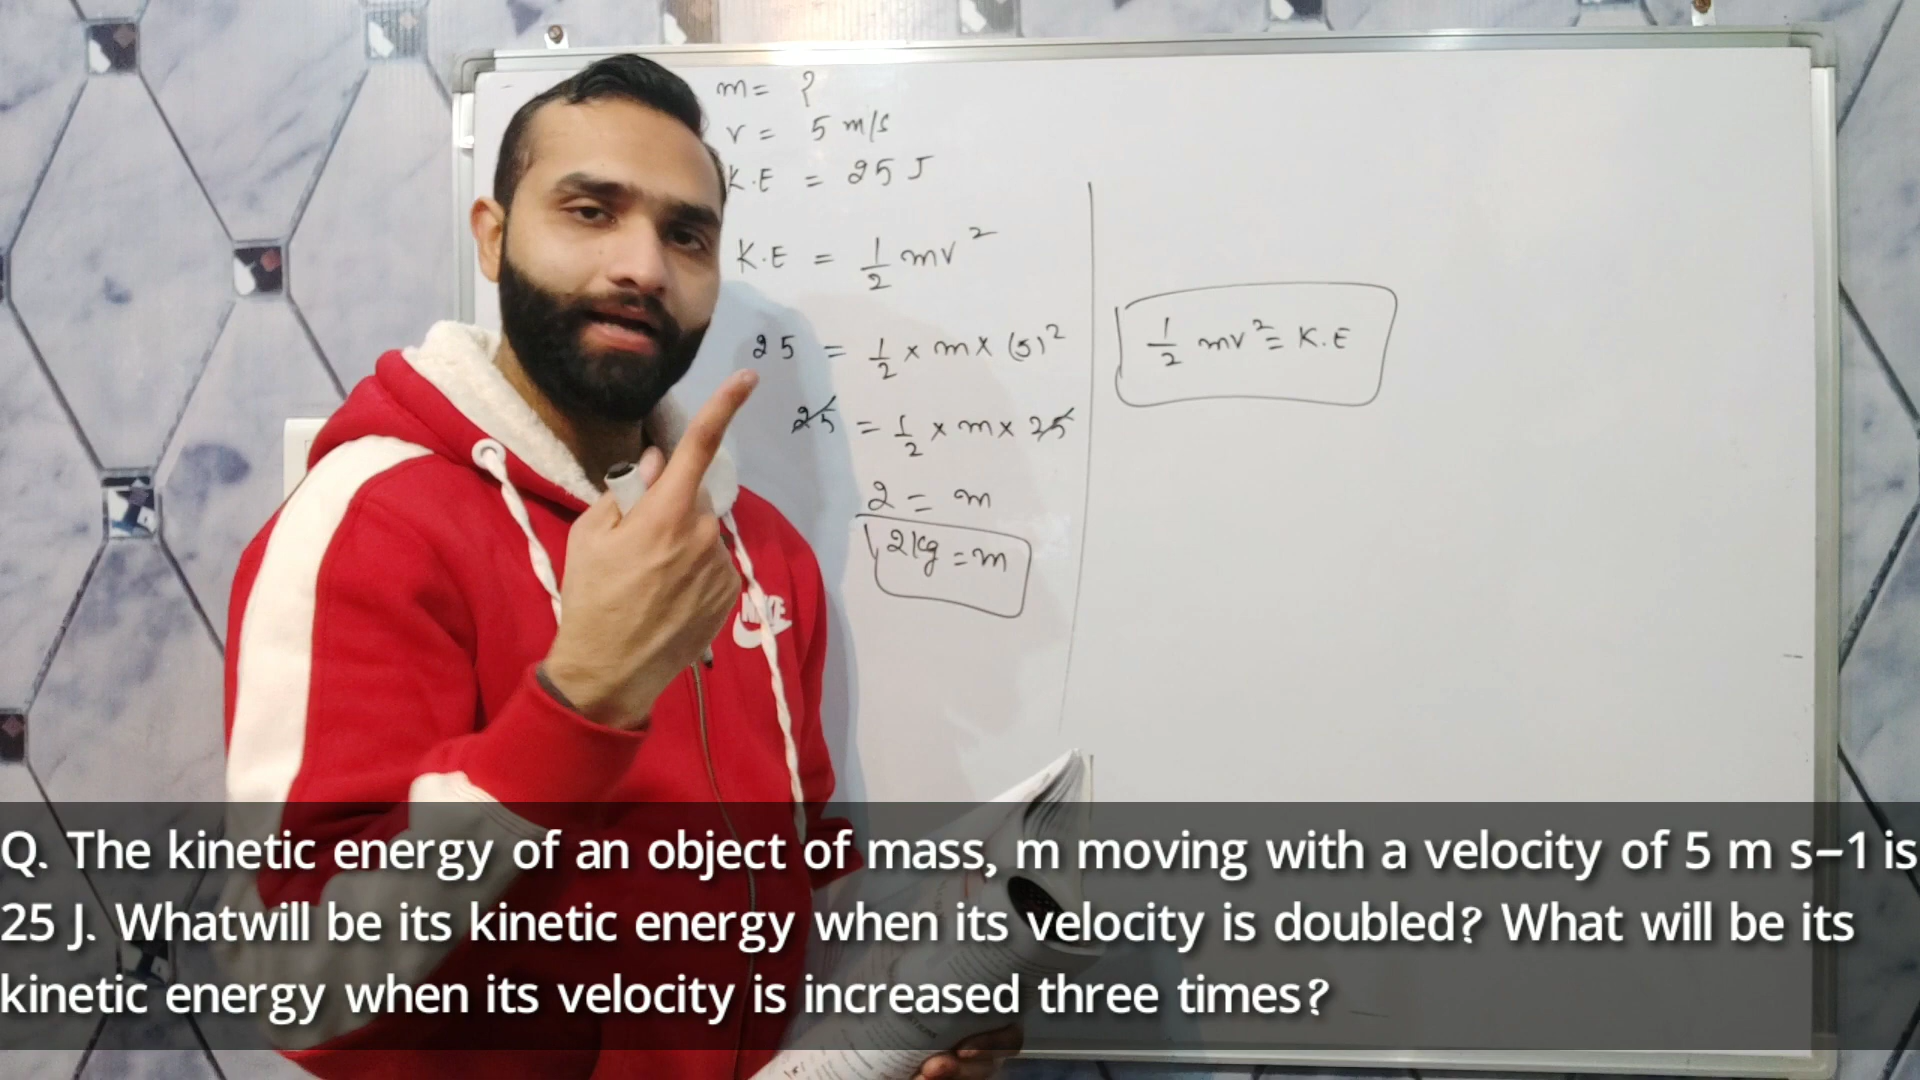 m = ?
v = 5 m/s
K.E = 25 J
K.E = 1/2 mv²
25 = 1/2 × m × (5)²
25 = 1/2 × m × 25
2 = m
2kg = m
1/2 mv² = K.E
NIKE
Q. The kinetic energy of an object of mass, m moving with a velocity of 5 m s–1 is
25 J. Whatwill be its kinetic energy when its velocity is doubled? What will be its
kinetic energy when its velocity is increased three times?